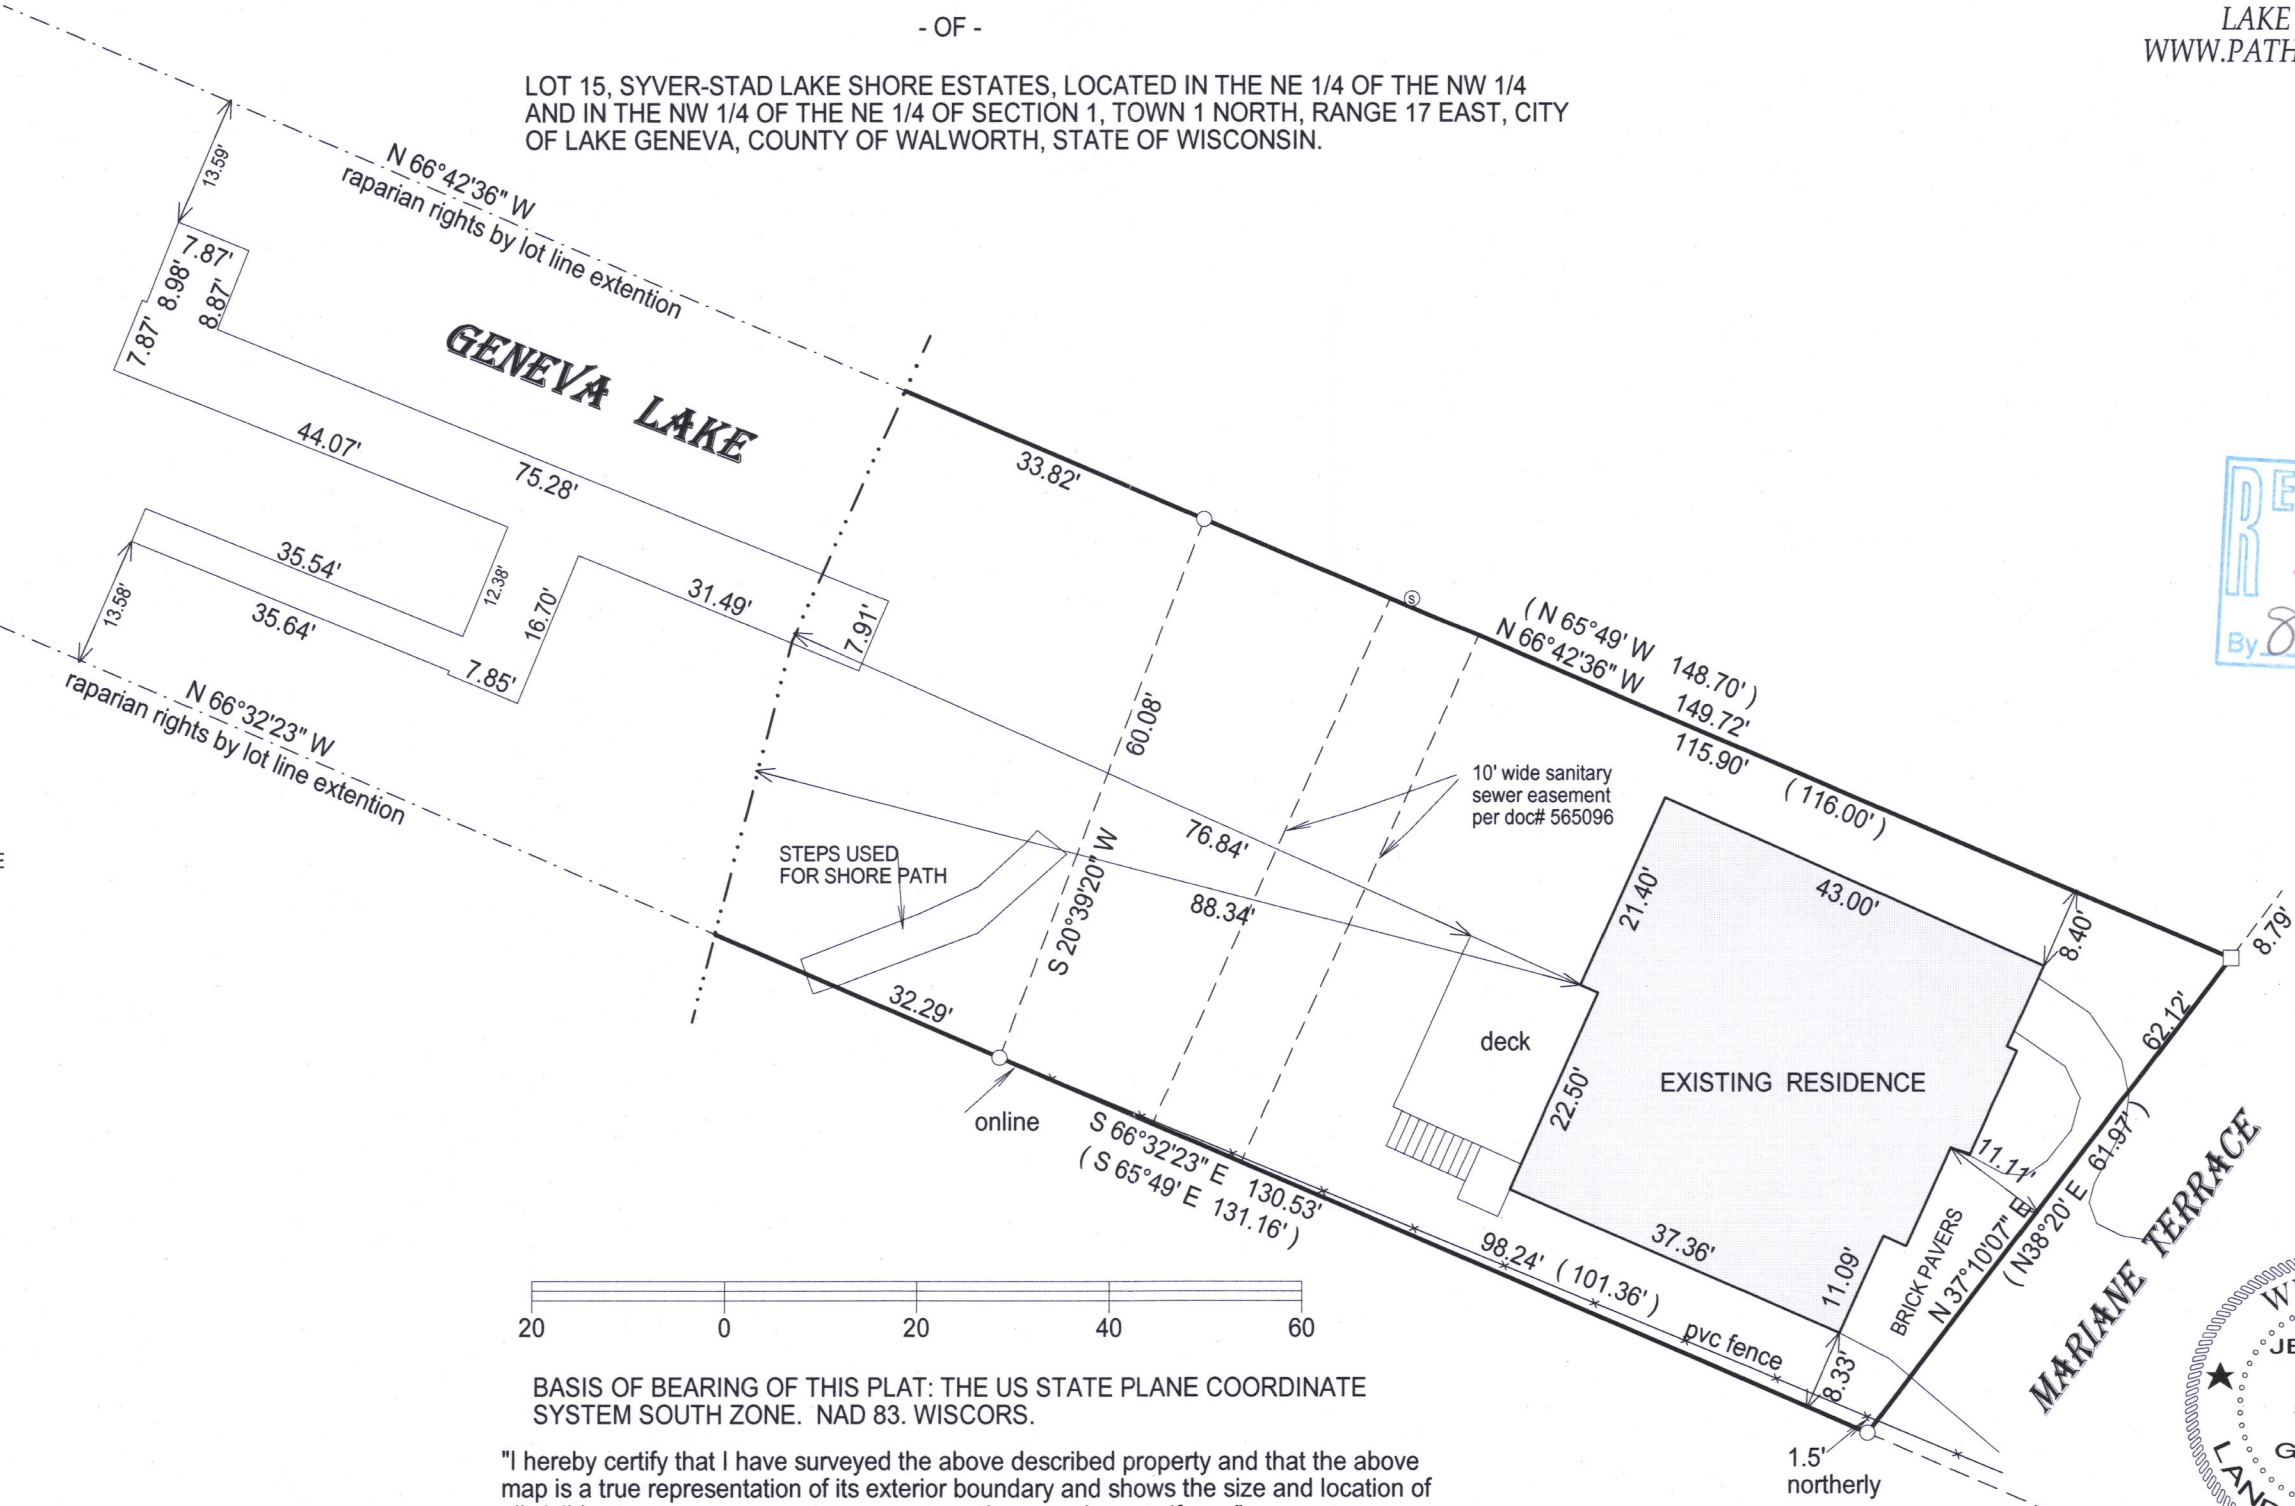 - OF -
LAKE
WWW.PATH
LOT 15, SYVER-STAD LAKE SHORE ESTATES, LOCATED IN THE NE 1/4 OF THE NW 1/4
AND IN THE NW 1/4 OF THE NE 1/4 OF SECTION 1, TOWN 1 NORTH, RANGE 17 EAST, CITY
OF LAKE GENEVA, COUNTY OF WALWORTH, STATE OF WISCONSIN.
13.59'
N 66°42'36" W
raparian rights by lot line extention
7.87'
8.98'
8.87'
7.87'
GENEVA LAKE
44.07'
75.28'
33.82'
35.54'
12.38'
13.58'
35.64'
16.70'
31.49'
7.91'
7.85'
N 66°32'23" W
raparian rights by lot line extention
S
( N 65°49' W 148.70' )
N 66°42'36" W 149.72'
115.90' ( 116.00' )
By
60.08'
S 20°39'20" W
10' wide sanitary
sewer easement
per doc# 565096
76.84'
88.34'
STEPS USED
FOR SHORE PATH
21.40'
43.00'
8.40'
8.79'
62.12'
32.29'
deck
EXISTING RESIDENCE
22.50'
online
S 66°32'23" E 130.53'
( S 65°49' E 131.16' )
98.24' ( 101.36' )
37.36'
11.09'
11.11'
BRICK PAVERS
N 37°10'07" E
( N38°20' E 61.97' )
MARIANE TERRACE
pvc fence
8.33'
1.5'
northerly
20 0 20 40 60
BASIS OF BEARING OF THIS PLAT: THE US STATE PLANE COORDINATE
SYSTEM SOUTH ZONE. NAD 83. WISCORS.
"I hereby certify that I have surveyed the above described property and that the above
map is a true representation of its exterior boundary and shows the size and location of